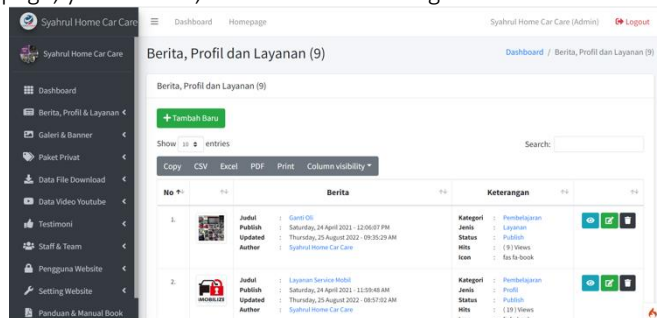 Syahrul Home Car Care
Dashboard Homepage
Syahrul Home Car Care (Admin) Logout
Syahrul Home Car Care
Berita, Profil dan Layanan (9)
Dashboard / Berita, Profil dan Layanan (9)
Dashboard
Berita, Profil & Layanan
Galeri & Banner
Paket Privat
Data File Download
Data Video Youtube
Testimoni
Staff & Team
Pengguna Website
Setting Website
Panduan & Manual Book
Berita, Profil dan Layanan (9)
Tambah Baru
Show 10 entries
Search:
Copy CSV Excel PDF Print Column visibility
No Berita Keterangan
1.
Judul : Ganti Oli
Publish : Saturday, 24 April 2021 - 12:06:07 PM
Updated : Thursday, 25 August 2022 - 09:35:29 AM
Author : Syahrul Home Car Care
Kategori : Pembelajaran
Jenis : Layanan
Status : Publish
Hits : (9) Views
Icon : fas fa-book
2.
IMOBILIZE
Judul : Layanan Service Mobil
Publish : Saturday, 24 April 2021 - 11:59:48 AM
Updated : Thursday, 25 August 2022 - 08:57:02 AM
Author : Syahrul Home Car Care
Kategori : Pembelajaran
Jenis : Profil
Status : Publish
Hits : (19) Views